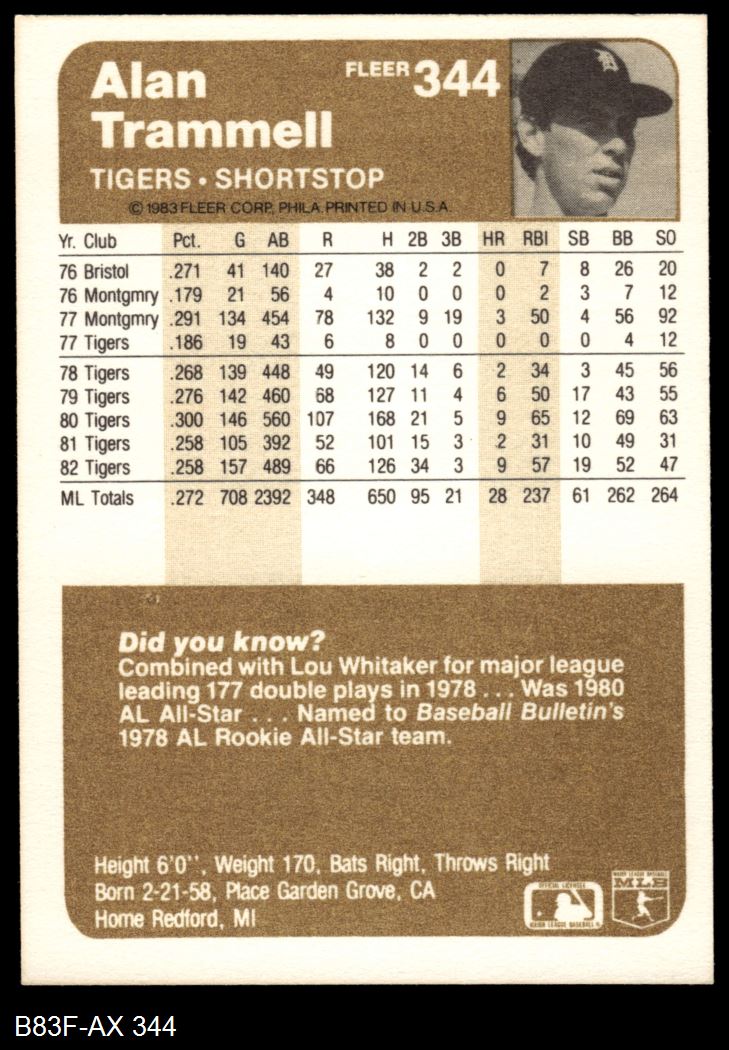 Alan
Trammell
FLEER 344
TIGERS • SHORTSTOP
© 1983 FLEER CORP. PHILA. PRINTED IN U.S.A.
Yr. Club Pct. G AB R H 2B 3B HR RBI SB BB SO
76 Bristol .271 41 140 27 38 2 2 0 7 8 26 20
76 Montgmry .179 21 56 4 10 0 0 0 2 3 7 12
77 Montgmry .291 134 454 78 132 9 19 3 50 4 56 92
77 Tigers .186 19 43 6 8 0 0 0 0 0 4 12
78 Tigers .268 139 448 49 120 14 6 2 34 3 45 56
79 Tigers .276 142 460 68 127 11 4 6 50 17 43 55
80 Tigers .300 146 560 107 168 21 5 9 65 12 69 63
81 Tigers .258 105 392 52 101 15 3 2 31 10 49 31
82 Tigers .258 157 489 66 126 34 3 9 57 19 52 47
ML Totals .272 708 2392 348 650 95 21 28 237 61 262 264
Did you know?
Combined with Lou Whitaker for major league
leading 177 double plays in 1978 . . . Was 1980
AL All-Star . . . Named to Baseball Bulletin's
1978 AL Rookie All-Star team.
Height 6'0'', Weight 170, Bats Right, Throws Right
Born 2-21-58, Place Garden Grove, CA
Home Redford, MI
OFFICIAL LICENSEE
MAJOR LEAGUE BASEBALL
MAJOR LEAGUE BASEBALL
MLB
B83F-AX 344